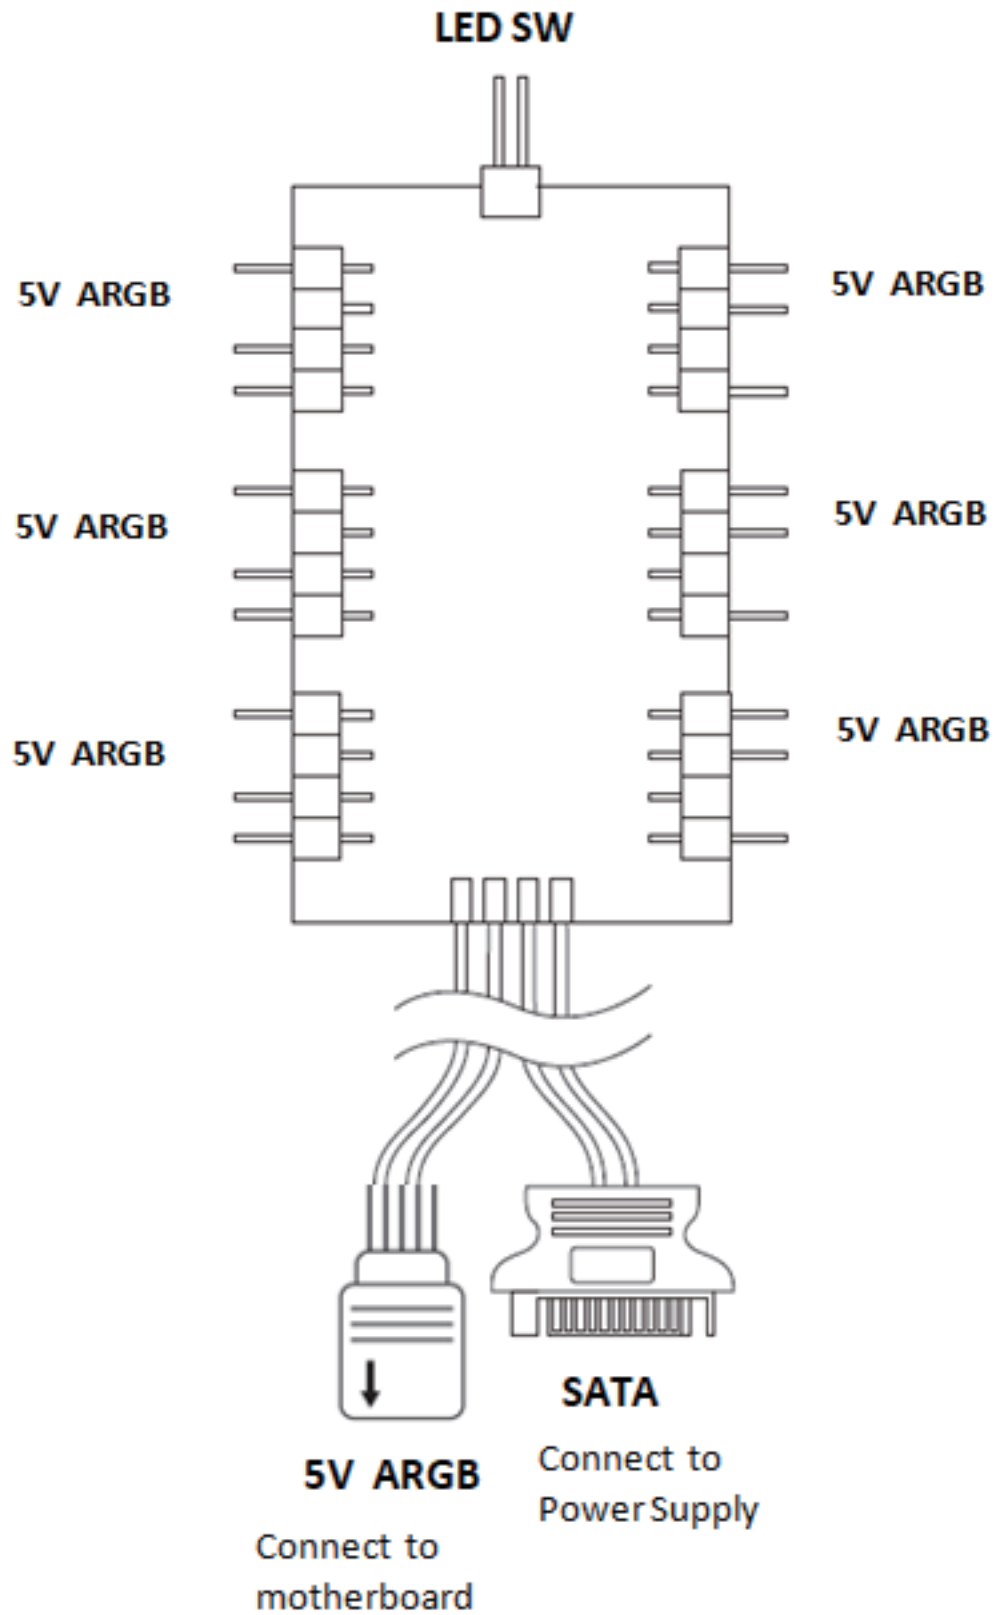 LED SW
5V ARGB
5V ARGB
5V ARGB
5V ARGB
5V ARGB
5V ARGB
5V ARGB
Connect to
motherboard
SATA
Connect to
Power Supply